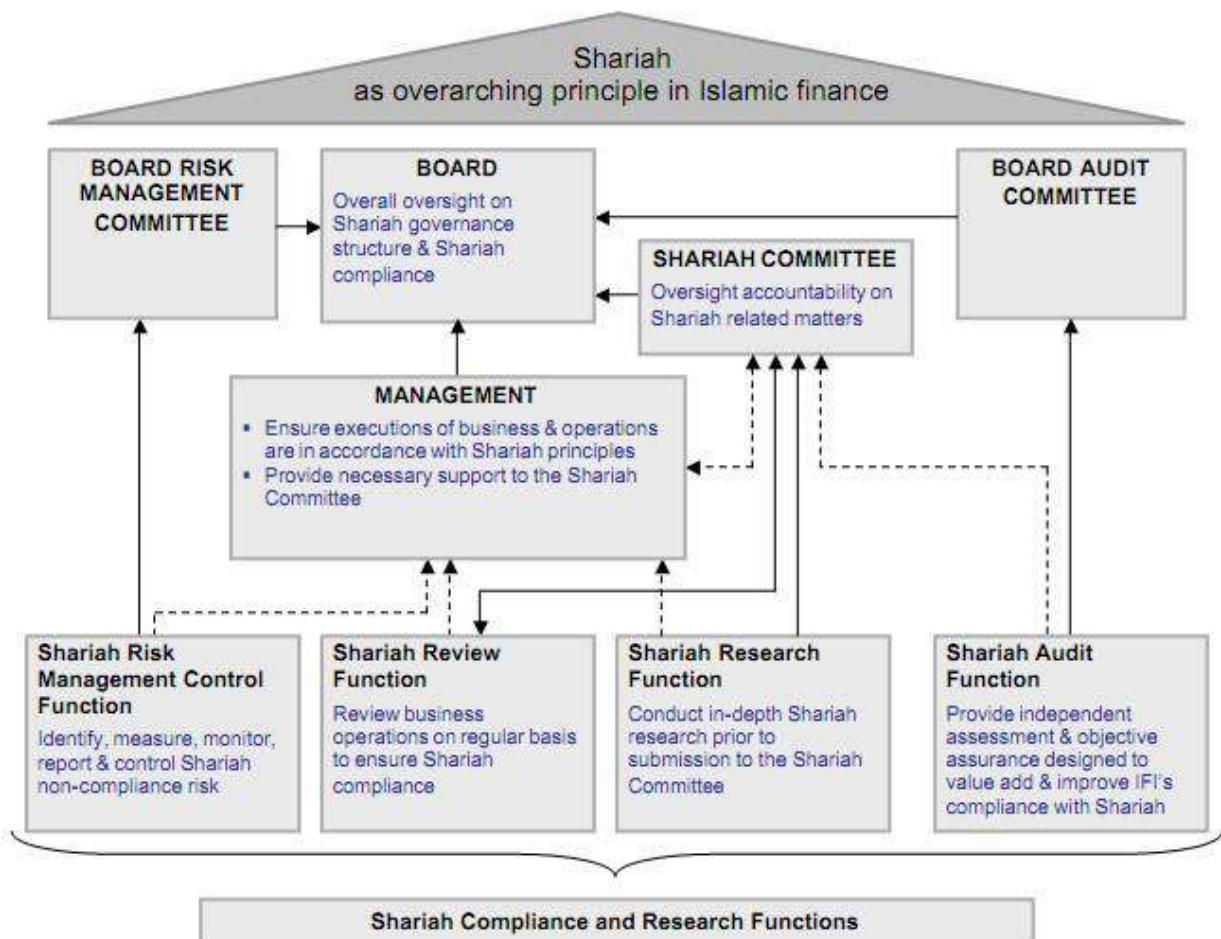 Shariah
as overarching principle in Islamic finance
BOARD RISK
MANAGEMENT
COMMITTEE
BOARD
Overall oversight on
Shariah governance
structure & Shariah
compliance
BOARD AUDIT
COMMITTEE
SHARIAH COMMITTEE
Oversight accountability on
Shariah related matters
MANAGEMENT
▪ Ensure executions of business & operations
are in accordance with Shariah principles
▪ Provide necessary support to the Shariah
Committee
Shariah Risk
Management Control
Function
Identify, measure, monitor,
report & control Shariah
non-compliance risk
Shariah Review
Function
Review business
operations on regular basis
to ensure Shariah
compliance
Shariah Research
Function
Conduct in-depth Shariah
research prior to
submission to the Shariah
Committee
Shariah Audit
Function
Provide independent
assessment & objective
assurance designed to
value add & improve IFI's
compliance with Shariah
Shariah Compliance and Research Functions